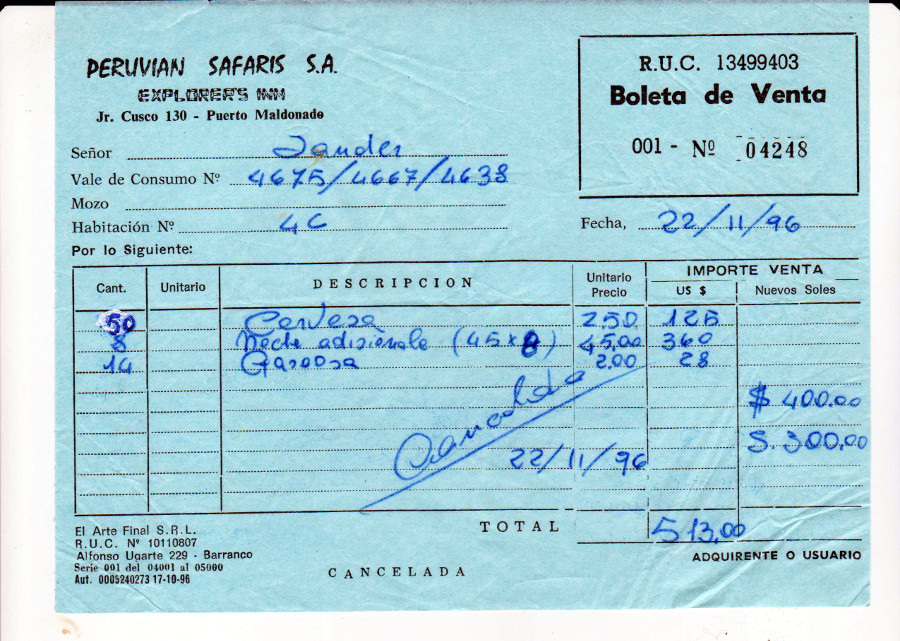 PERUVIAN SAFARIS S.A.
EXPLORER'S INN
Jr. Cusco 130 - Puerto Maldonado
R.U.C. 13499403
Boleta de Venta
001 - Nº 04248
Señor Zander
Vale de Consumo Nº 4675/4667/4638
Mozo
Habitación Nº 4C
Fecha, 22/11/96
Por lo Siguiente:
Cant. Unitario DESCRIPCION Unitario Precio IMPORTE VENTA US $ Nuevos Soles
50 Cerveza 2.50 125
8 Noche adizionale (45x8) 45.00 360
14 Gaseosa 2.00 28
$ 400.00
S. 300.00
Cancelado
22/11/96
TOTAL 513,00
El Arte Final S.R.L.
R.U.C. Nº 10110807
Alfonso Ugarte 229 - Barranco
Serie 001 del 04001 al 05000
Aut. 0005240273 17-10-96
CANCELADA
ADQUIRENTE O USUARIO